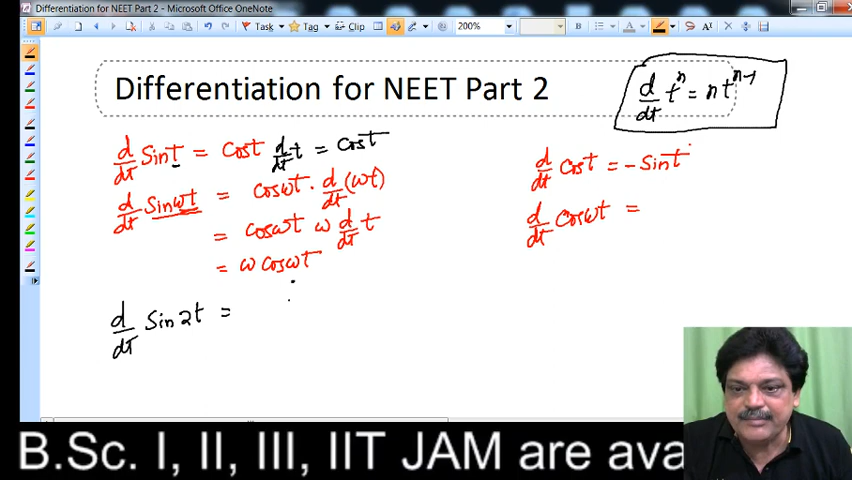 Differentiation for NEET Part 2 - Microsoft Office OneNote
Task
Tag
Clip
200%
B
Differentiation for NEET Part 2
d/dt tⁿ = n tⁿ⁻¹
d/dt Sint = Cost d/dt t = Cost
d/dt Sinωt = cosωt · d/dt (ωt)
= cosωt ω d/dt t
= ω cosωt
d/dt Sin2t =
d/dt Cost = -Sint
d/dt Cosωt =
B.Sc. I, II, III, IIT JAM are ava